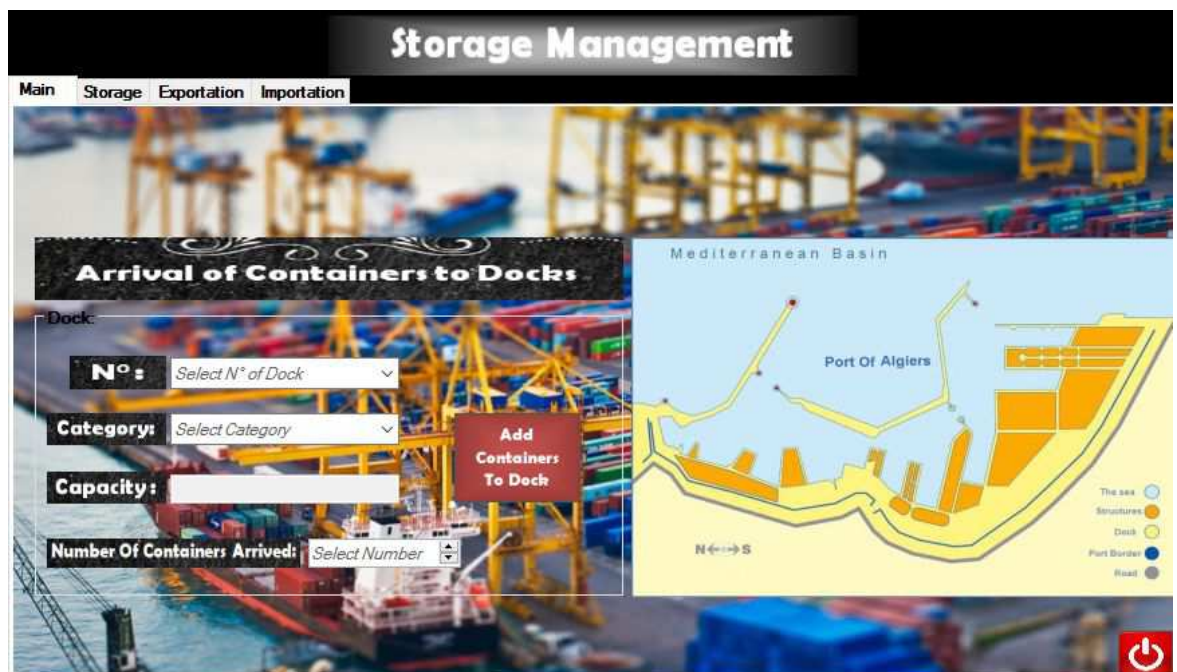 Storage Management
Main Storage Exportation Importation
Arrival of Containers to Docks
Dock:
N°: Select N° of Dock
Category: Select Category
Capacity:
Number Of Containers Arrived: Select Number
Add
Containers
To Dock
Mediterranean Basin
Port Of Algiers
The sea
Structures
Dock
Port Border
Road
N S